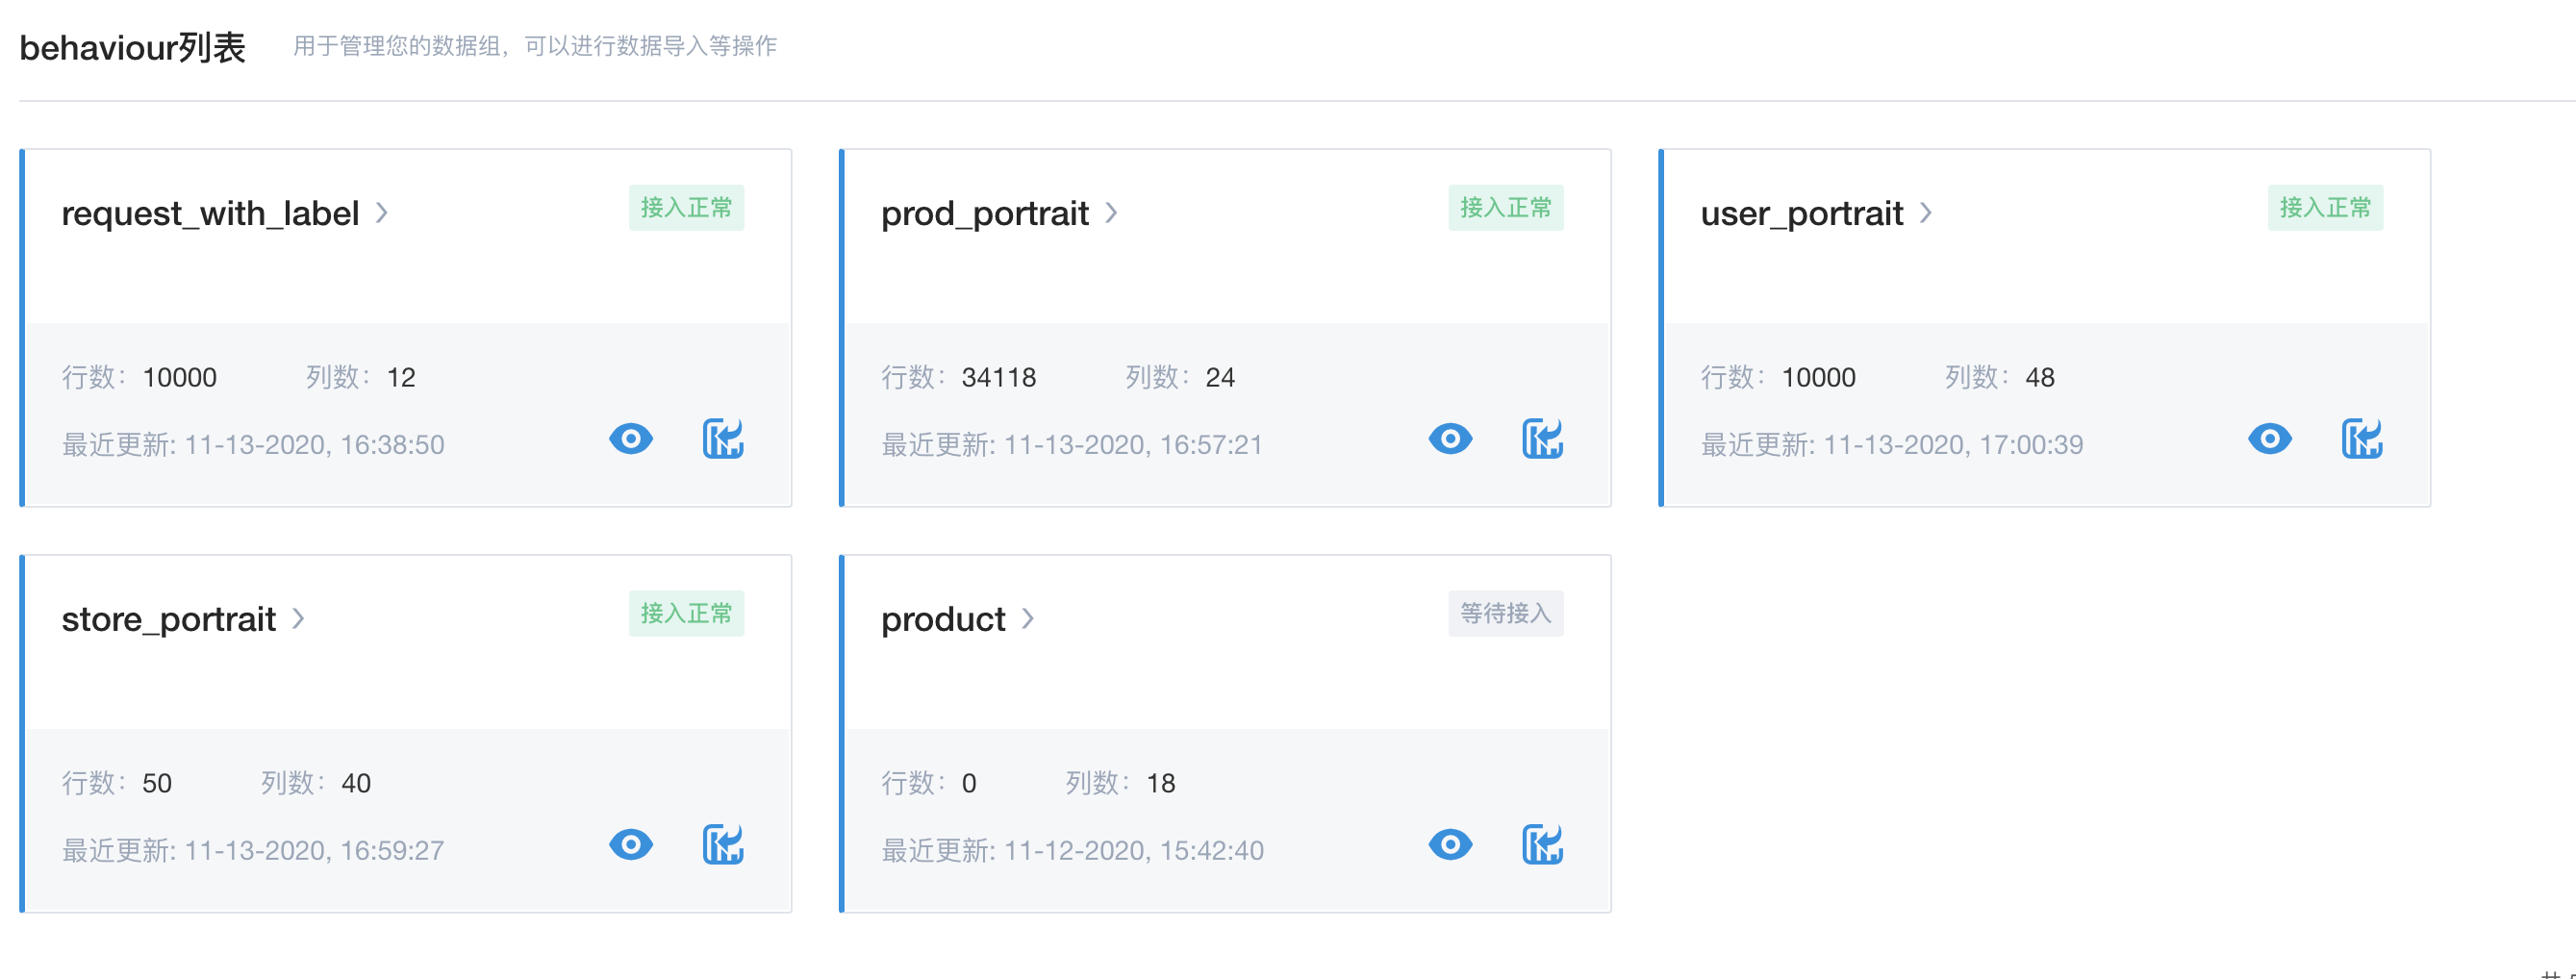 behaviour列表 用于管理您的数据组，可以进行数据导入等操作
request_with_label
接入正常
行数： 10000 列数： 12
最近更新: 11-13-2020, 16:38:50
prod_portrait
接入正常
行数： 34118 列数： 24
最近更新: 11-13-2020, 16:57:21
user_portrait
接入正常
行数： 10000 列数： 48
最近更新: 11-13-2020, 17:00:39
store_portrait
接入正常
行数： 50 列数： 40
最近更新: 11-13-2020, 16:59:27
product
等待接入
行数： 0 列数： 18
最近更新: 11-12-2020, 15:42:40